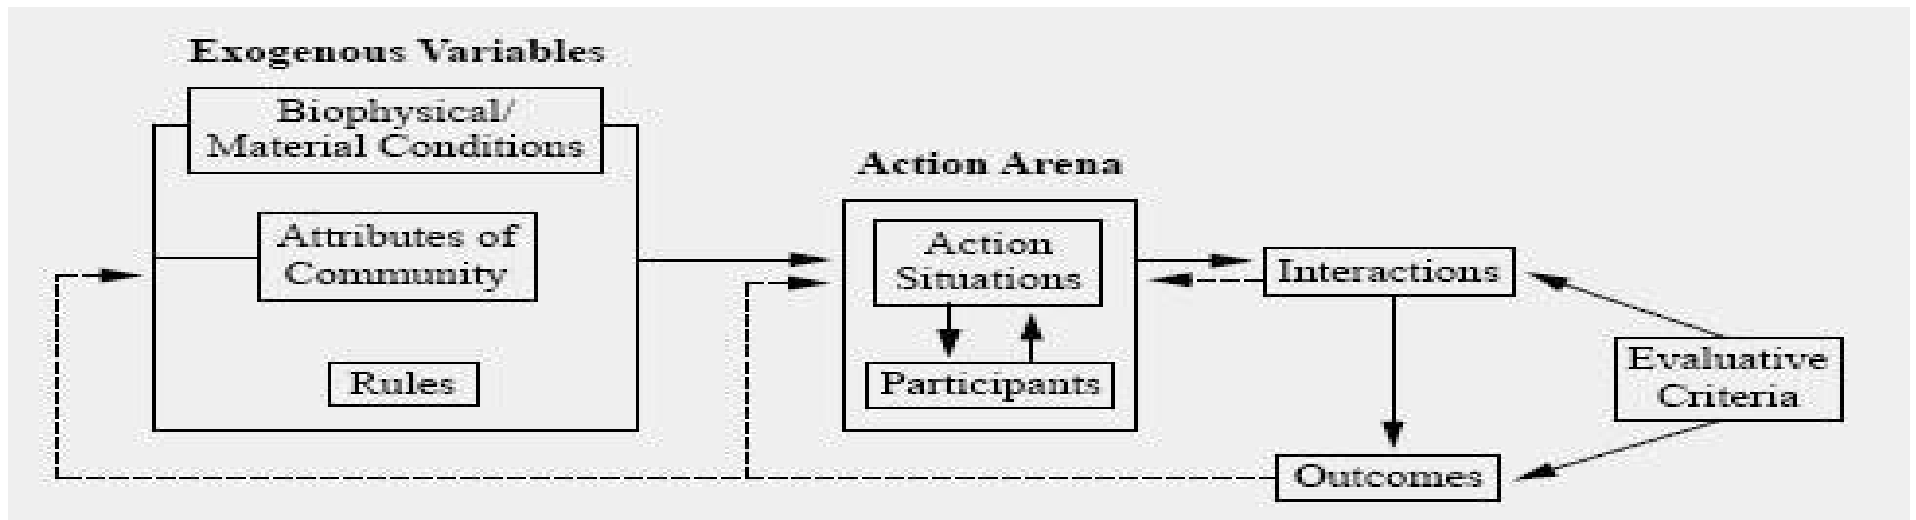 Exogenous Variables
Biophysical/
Material Conditions
Attributes of
Community
Rules
Action Arena
Action
Situations
Participants
Interactions
Evaluative
Criteria
Outcomes